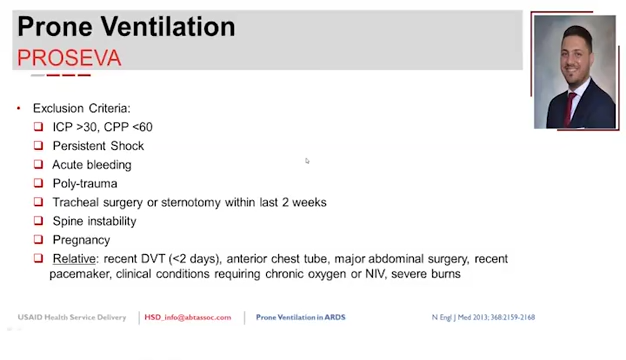 Prone Ventilation
PROSEVA
• Exclusion Criteria:
ICP >30, CPP <60
Persistent Shock
Acute bleeding
Poly-trauma
Tracheal surgery or sternotomy within last 2 weeks
Spine instability
Pregnancy
Relative: recent DVT (<2 days), anterior chest tube, major abdominal surgery, recent
pacemaker, clinical conditions requiring chronic oxygen or NIV, severe burns
USAID Health Service Delivery | HSD_info@abtassoc.com | Prone Ventilation in ARDS N Engl J Med 2013; 368:2159-2168